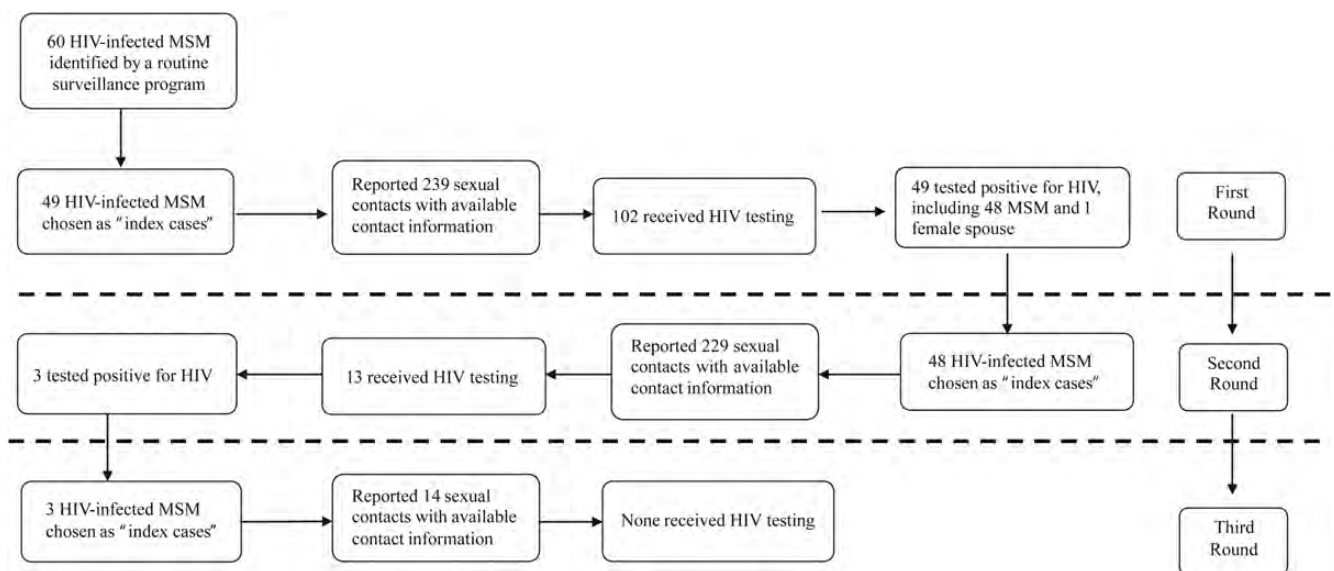 60 HIV-infected MSM
identified by a routine
surveillance program
49 HIV-infected MSM
chosen as "index cases"
Reported 239 sexual
contacts with available
contact information
102 received HIV testing
49 tested positive for HIV,
including 48 MSM and 1
female spouse
First
Round
3 tested positive for HIV
13 received HIV testing
Reported 229 sexual
contacts with available
contact information
48 HIV-infected MSM
chosen as "index cases"
Second
Round
3 HIV-infected MSM
chosen as "index cases"
Reported 14 sexual
contacts with available
contact information
None received HIV testing
Third
Round